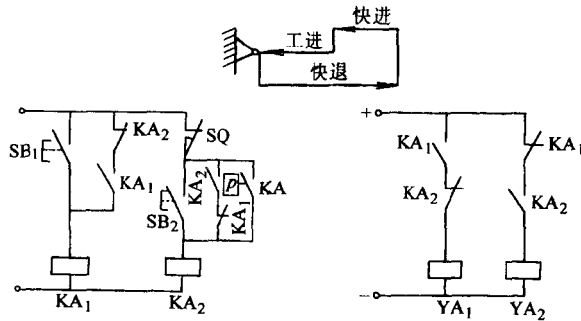 快进
工进
快退
SB₁
KA₂
KA₁
SQ
SB₂
KA₂
p
KA₁
KA
KA₁
KA₂
+
KA₁
KA₂
KA₁
KA₂
−
YA₁
YA₂